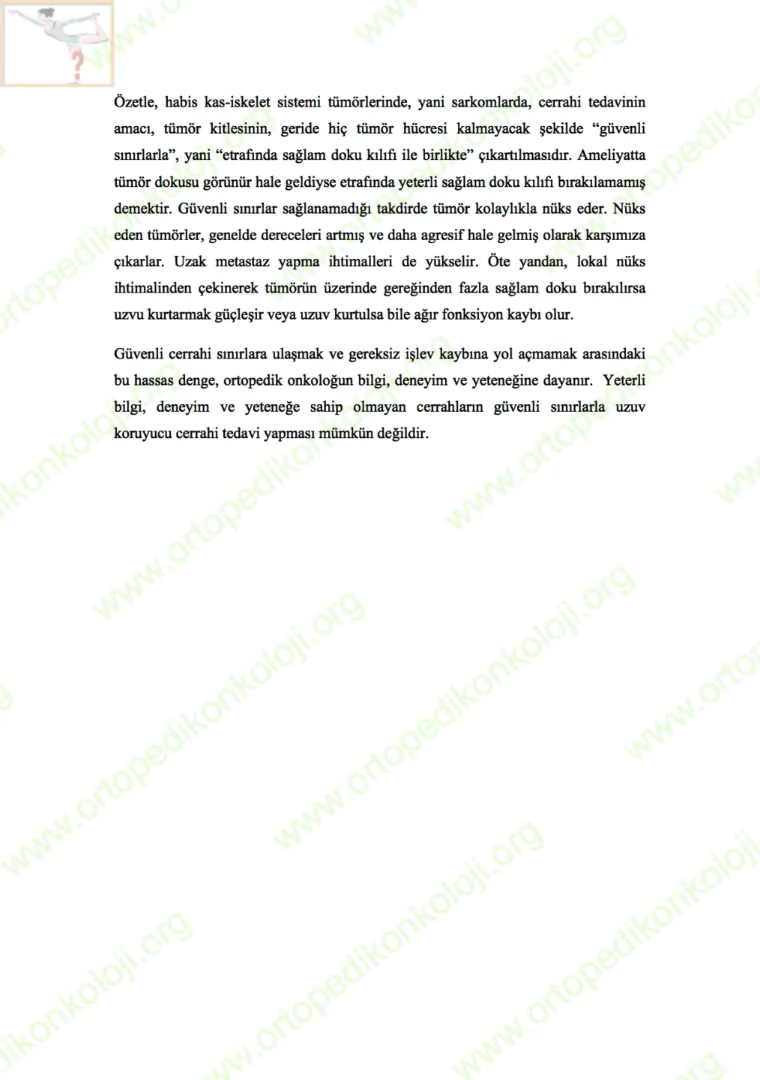 Özetle, habis kas-iskelet sistemi tümörlerinde, yani sarkomlarda, cerrahi tedavinin
amacı, tümör kitlesinin, geride hiç tümör hücresi kalmayacak şekilde “güvenli
sınırlarla”, yani “etrafında sağlam doku kılıfı ile birlikte” çıkartılmasıdır. Ameliyatta
tümör dokusu görünür hale geldiyse etrafında yeterli sağlam doku kılıfı bırakılamamış
demektir. Güvenli sınırlar sağlanamadığı takdirde tümör kolaylıkla nüks eder. Nüks
eden tümörler, genelde dereceleri artmış ve daha agresif hale gelmiş olarak karşımıza
çıkarlar. Uzak metastaz yapma ihtimalleri de yükselir. Öte yandan, lokal nüks
ihtimalinden çekinerek tümörün üzerinde gereğinden fazla sağlam doku bırakılırsa
uzvu kurtarmak güçleşir veya uzuv kurtulsa bile ağır fonksiyon kaybı olur.
Güvenli cerrahi sınırlara ulaşmak ve gereksiz işlev kaybına yol açmamak arasındaki
bu hassas denge, ortopedik onkoloğun bilgi, deneyim ve yeteneğine dayanır. Yeterli
bilgi, deneyim ve yeteneğe sahip olmayan cerrahların güvenli sınırlarla uzuv
koruyucu cerrahi tedavi yapması mümkün değildir.
www.ortopedikonkoloji.org